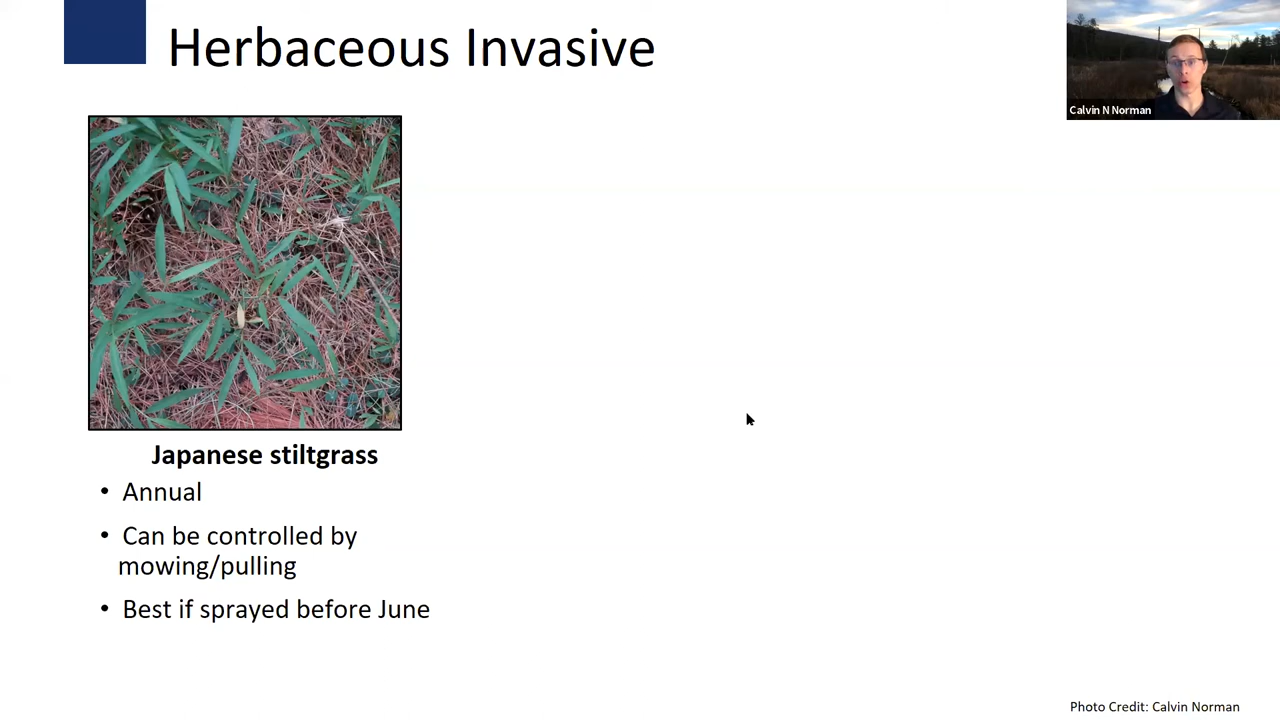 Herbaceous Invasive
Calvin N Norman
Japanese stiltgrass
• Annual
• Can be controlled by
mowing/pulling
• Best if sprayed before June
Photo Credit: Calvin Norman